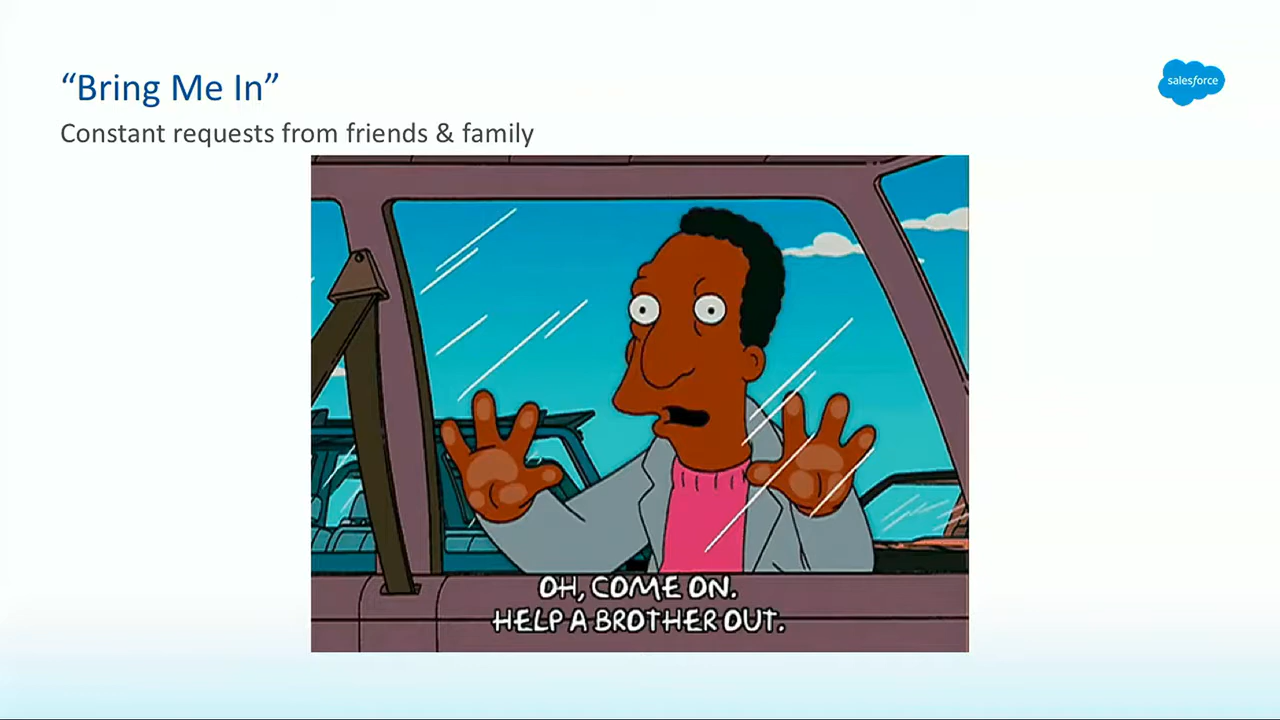 “Bring Me In”
salesforce
Constant requests from friends & family
OH, COME ON.
HELP A BROTHER OUT.